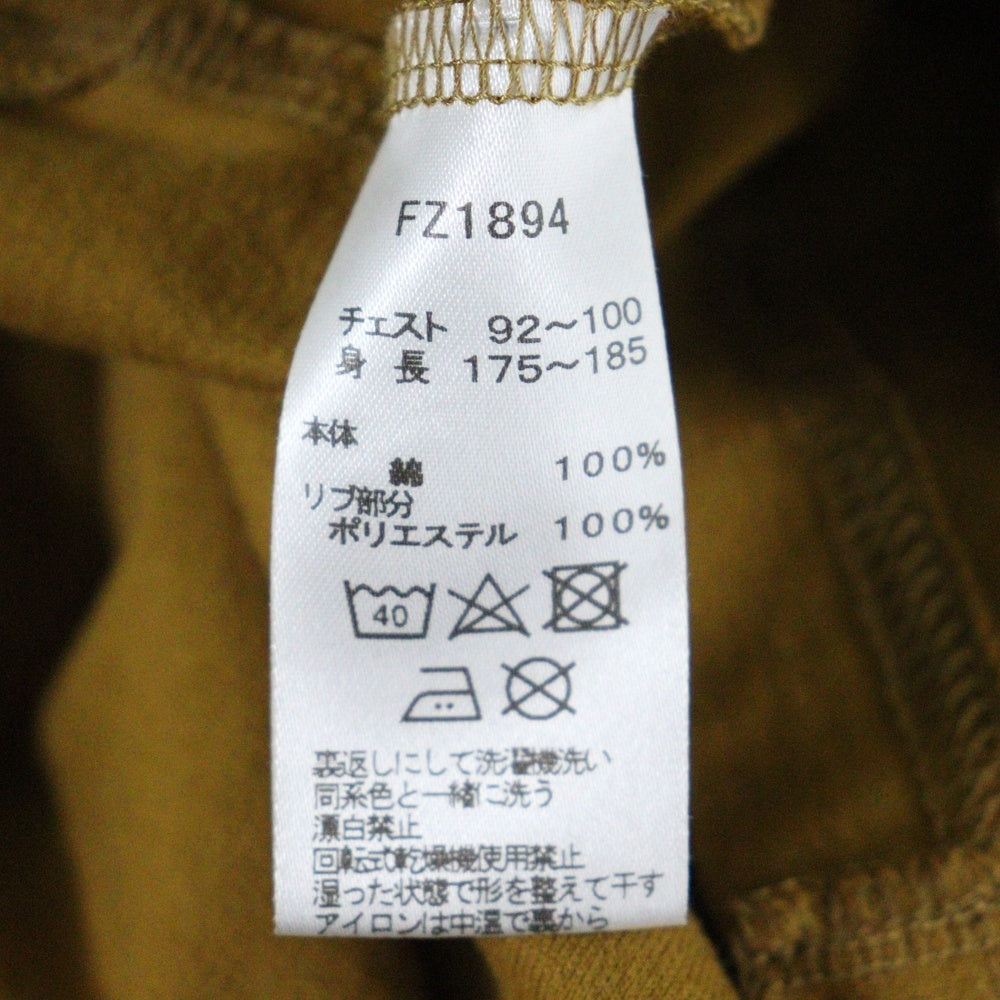 FZ1894
チェスト 92～100
身 長 175～185
本体
綿 100%
リブ部分
ポリエステル 100%
40
裏返しにして洗濯機洗い
同系色と一緒に洗う
漂白禁止
回転式乾燥機使用禁止
湿った状態で形を整えて干す
アイロンは中温で裏から